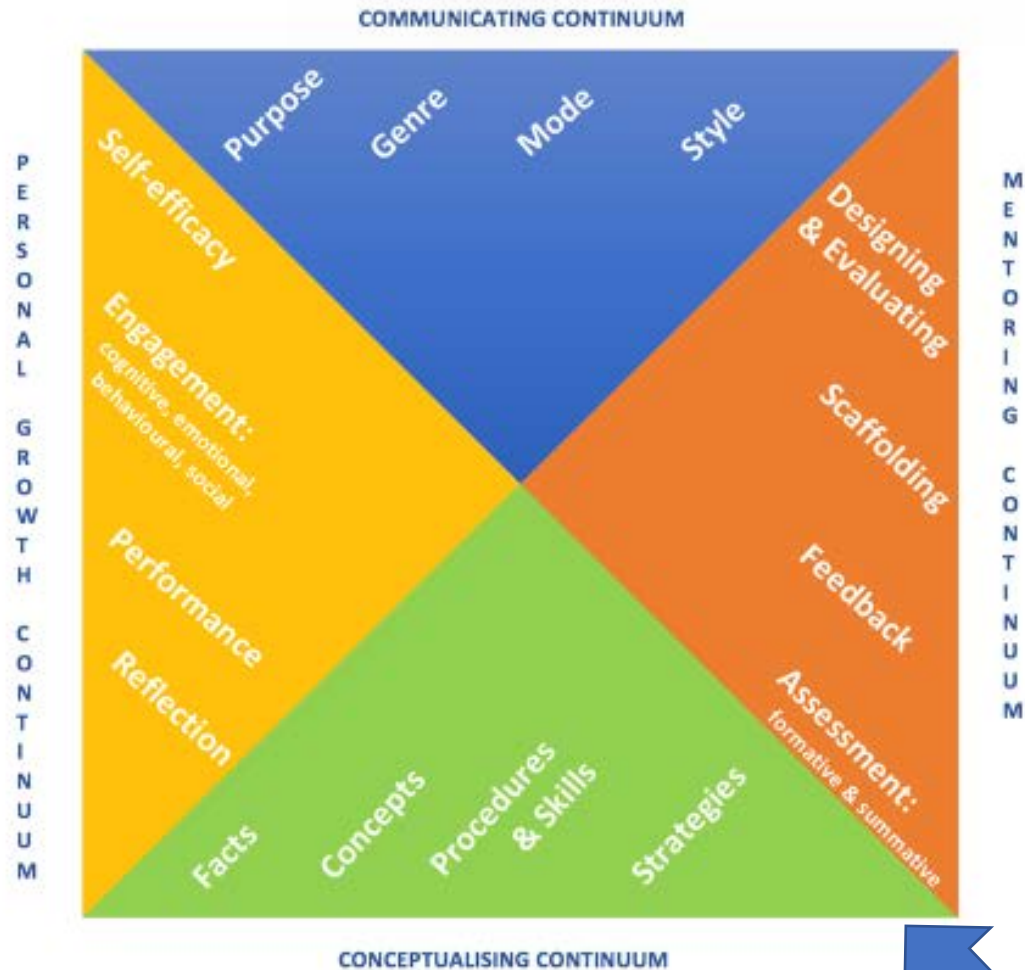 COMMUNICATING CONTINUUM
Purpose
Genre
Mode
Style
PERSONAL GROWTH CONTINUUM
Self-efficacy
Engagement:
cognitive, emotional,
behavioural, social
Performance
Reflection
Designing
& Evaluating
Scaffolding
Feedback
Assessment:
formative & summative
MENTORING CONTINUUM
Facts
Concepts
Procedures
& Skills
Strategies
CONCEPTUALISING CONTINUUM